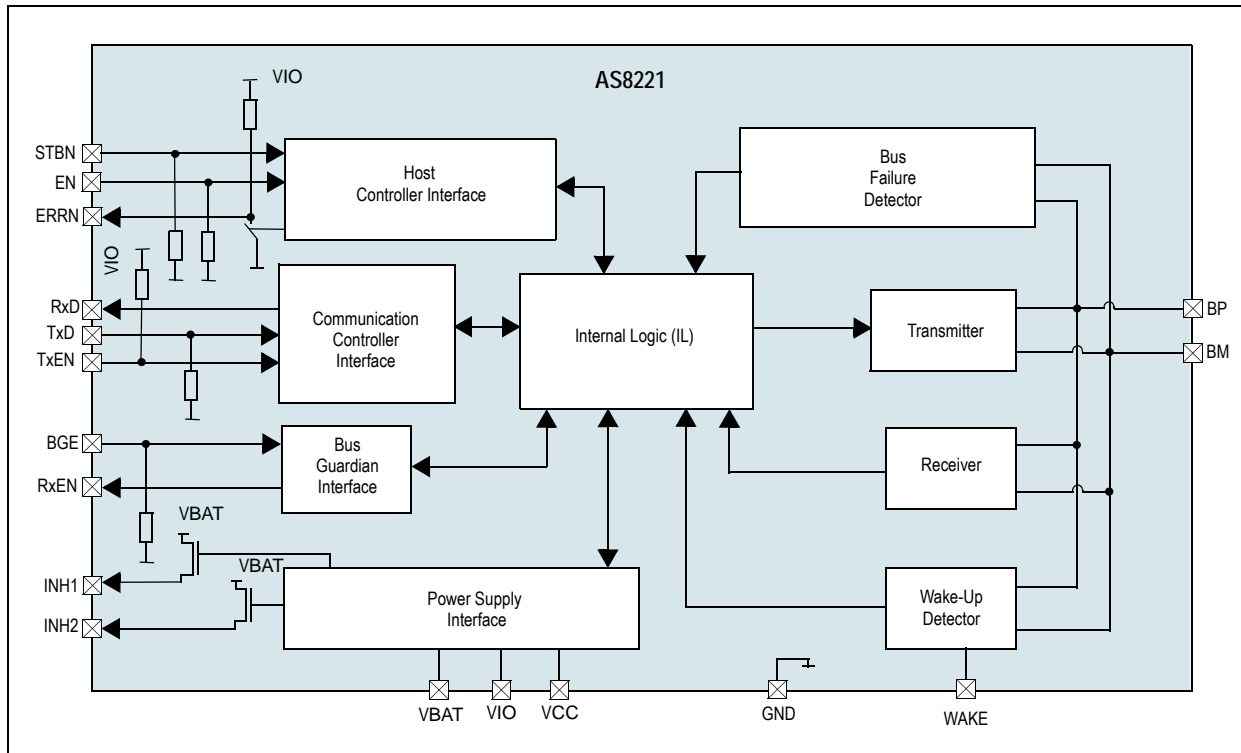 AS8221
VIO
STBN
EN
ERRN
Host
Controller Interface
Bus
Failure
Detector
VIO
RxD
TxD
TxEN
Communication
Controller
Interface
Internal Logic (IL)
Transmitter
BP
BM
BGE
RxEN
Bus
Guardian
Interface
Receiver
VBAT
VBAT
INH1
INH2
Power Supply
Interface
Wake-Up
Detector
VBAT
VIO
VCC
GND
WAKE